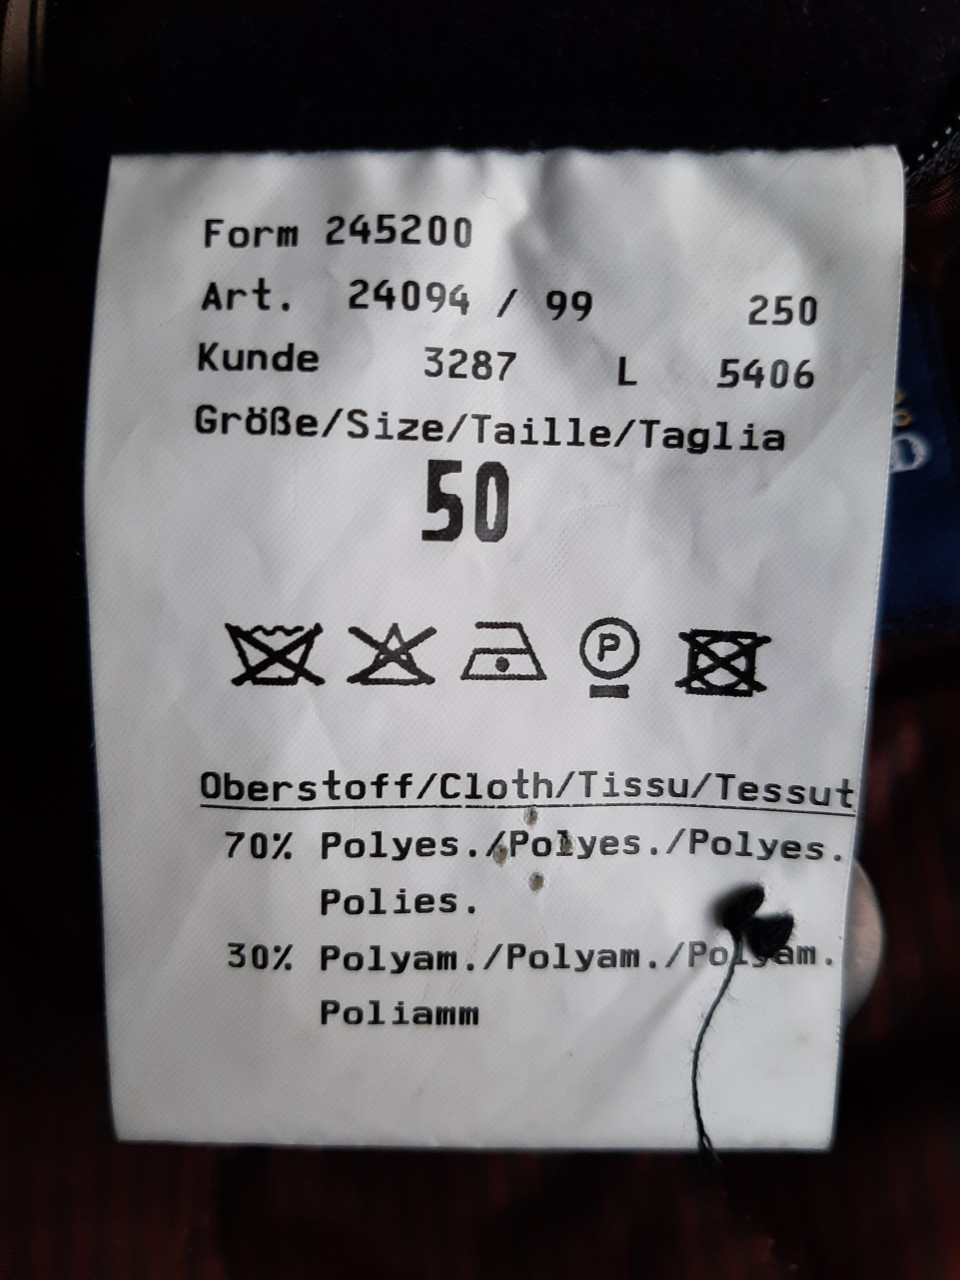 Form 245200
Art. 24094 / 99 250
Kunde 3287 L 5406
Größe/Size/Taille/Taglia
50
P
Oberstoff/Cloth/Tissu/Tessut
70% Polyes./Polyes./Polyes.
Polies.
30% Polyam./Polyam./Polyam.
Poliamm